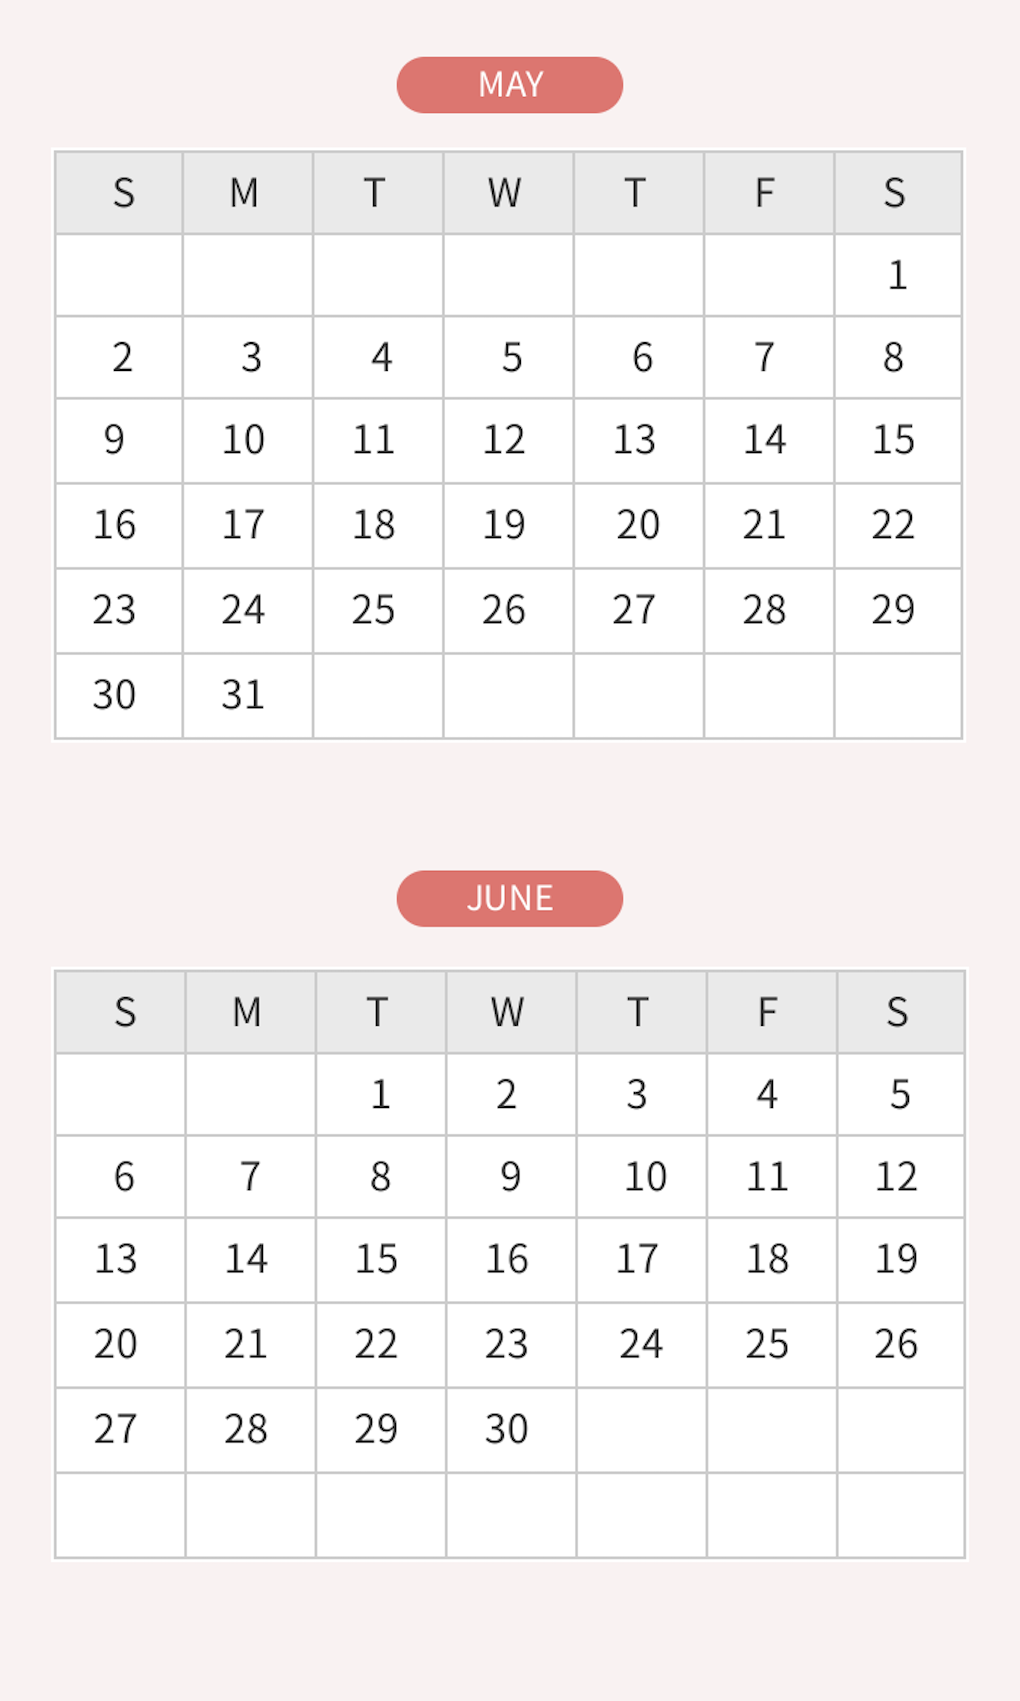 MAY
S M T W T F S
1
2 3 4 5 6 7 8
9 10 11 12 13 14 15
16 17 18 19 20 21 22
23 24 25 26 27 28 29
30 31
JUNE
S M T W T F S
1 2 3 4 5
6 7 8 9 10 11 12
13 14 15 16 17 18 19
20 21 22 23 24 25 26
27 28 29 30